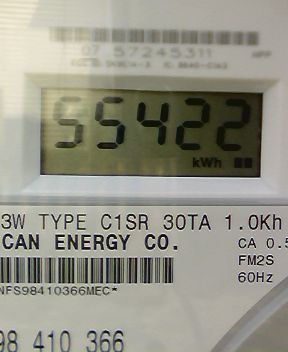 07 57245311
55422
kWh
3W TYPE C1SR 30TA 1.0Kh
CAN ENERGY CO.
CA 0.5
FM2S
60Hz
NFS98410366MEC*
98 410 366